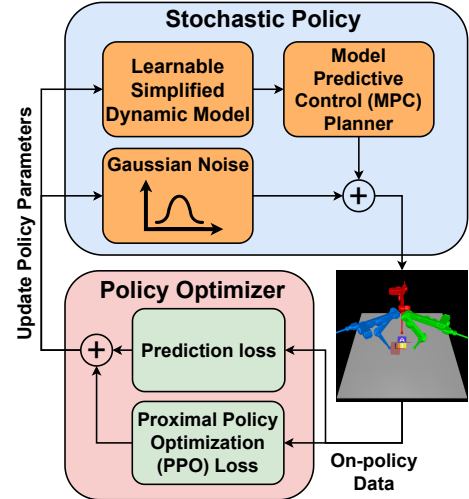 Stochastic Policy
Learnable
Simplified
Dynamic Model
Model
Predictive
Control (MPC)
Planner
Gaussian Noise
Update Policy Parameters
Policy Optimizer
Prediction loss
Proximal Policy
Optimization
(PPO) Loss
On-policy
Data